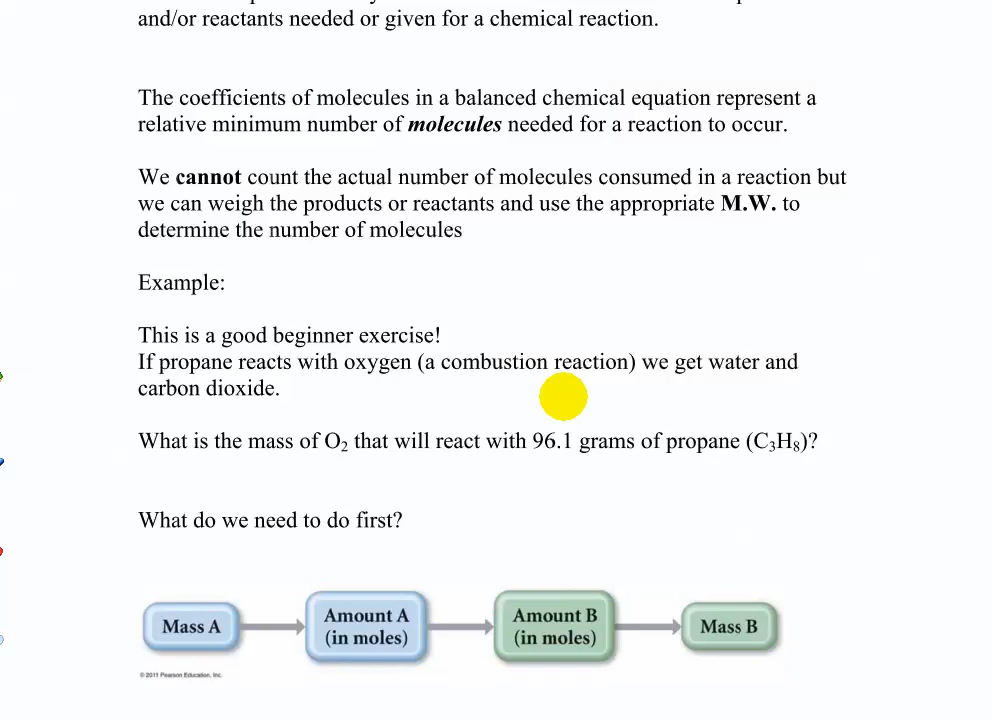 and/or reactants needed or given for a chemical reaction.
The coefficients of molecules in a balanced chemical equation represent a
relative minimum number of molecules needed for a reaction to occur.
We cannot count the actual number of molecules consumed in a reaction but
we can weigh the products or reactants and use the appropriate M.W. to
determine the number of molecules
Example:
This is a good beginner exercise!
If propane reacts with oxygen (a combustion reaction) we get water and
carbon dioxide.
What is the mass of O₂ that will react with 96.1 grams of propane (C₃H₈)?
What do we need to do first?
Mass A
Amount A
(in moles)
Amount B
(in moles)
Mass B
© 2011 Pearson Education, Inc.